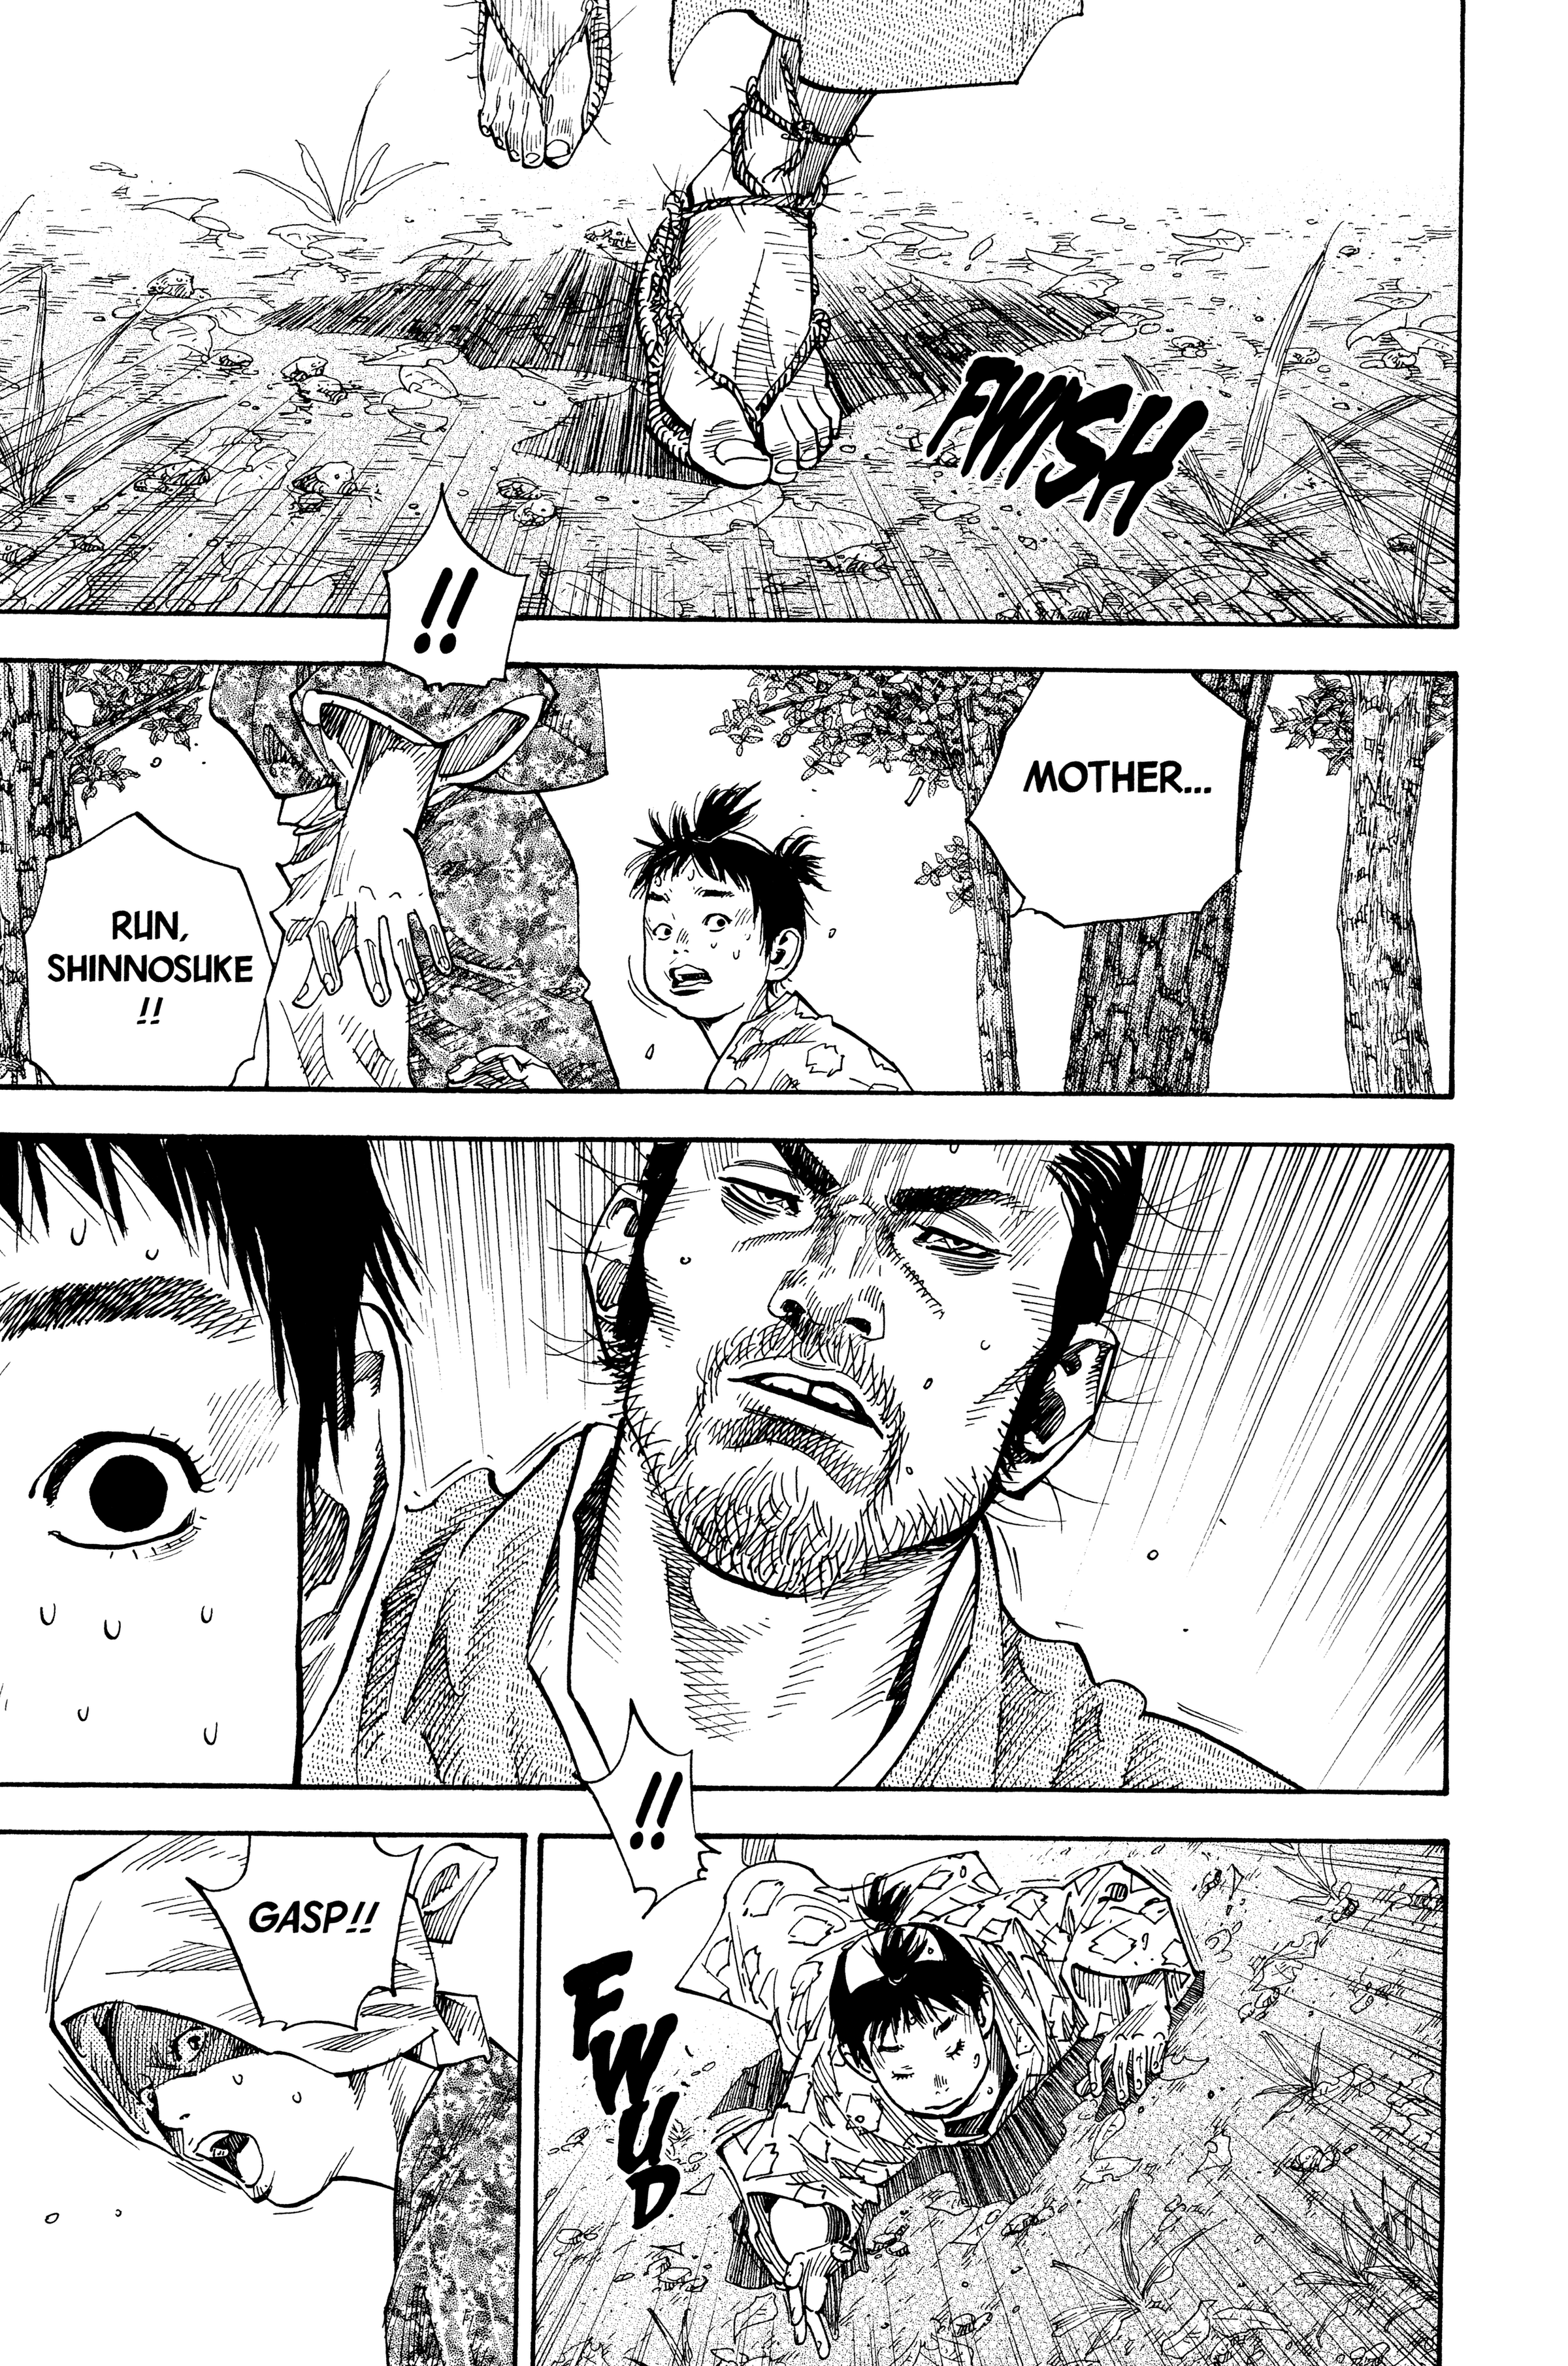 FWISH
!!
MOTHER...
RUN,
SHINNOSUKE
!!
!!
FWUD
GASP!!